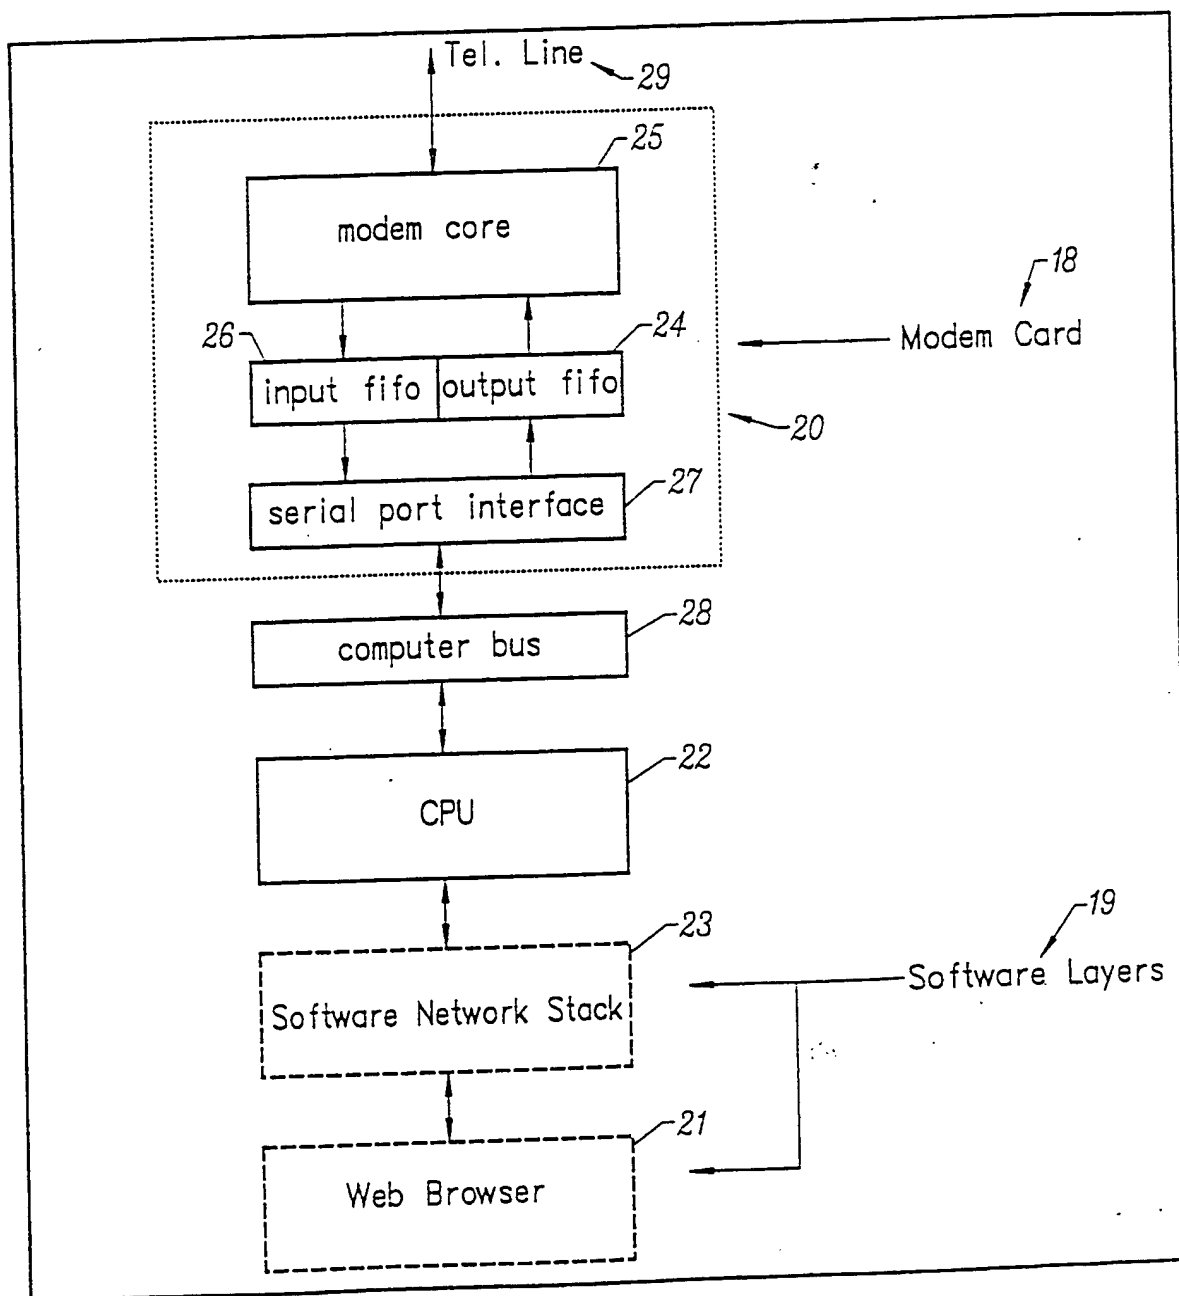 Tel. Line
29
25
modem core
18
Modem Card
26
24
input fifo
output fifo
20
27
serial port interface
28
computer bus
22
CPU
23
19
Software Layers
Software Network Stack
21
Web Browser